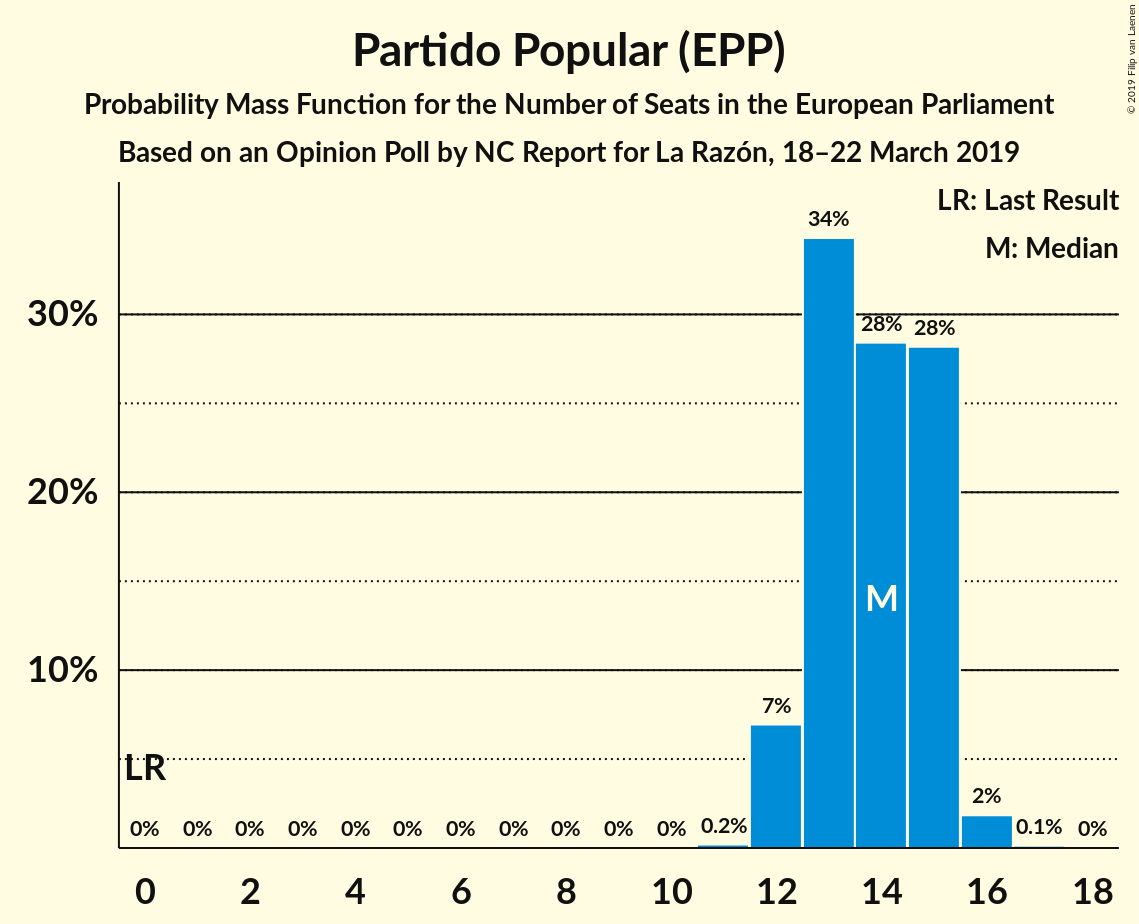 © 2019 Filip van Laenen
Partido Popular (EPP)
Probability Mass Function for the Number of Seats in the European Parliament
Based on an Opinion Poll by NC Report for La Razón, 18–22 March 2019
LR: Last Result
M: Median
34%
30%
28% 28%
20%
M
10%
7%
LR
2%
0% 0% 0% 0% 0% 0% 0% 0% 0% 0% 0% 0.2% 0.1% 0%
0 2 4 6 8 10 12 14 16 18